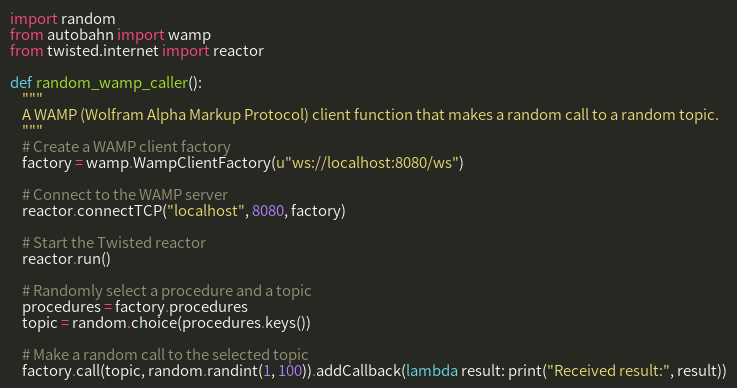 import random
from autobahn import wamp
from twisted.internet import reactor

def random_wamp_caller():
    """
    A WAMP (Wolfram Alpha Markup Protocol) client function that makes a random call to a random topic.
    """
    # Create a WAMP client factory
    factory = wamp.WampClientFactory(u"ws://localhost:8080/ws")

    # Connect to the WAMP server
    reactor.connectTCP("localhost", 8080, factory)

    # Start the Twisted reactor
    reactor.run()

    # Randomly select a procedure and a topic
    procedures = factory.procedures
    topic = random.choice(procedures.keys())

    # Make a random call to the selected topic
    factory.call(topic, random.randint(1, 100)).addCallback(lambda result: print("Received result:", result))